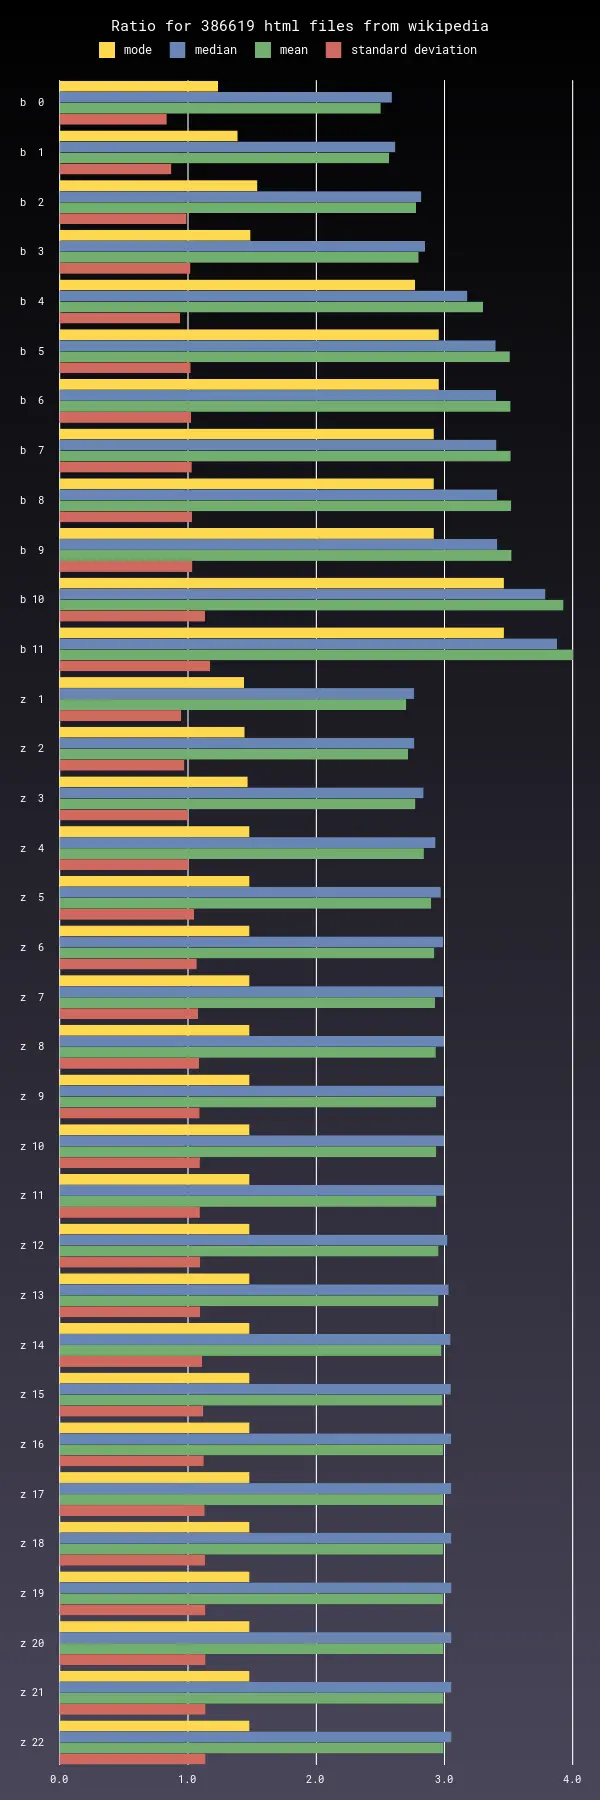 Ratio for 386619 html files from wikipedia
mode median mean standard deviation
b 0
b 1
b 2
b 3
b 4
b 5
b 6
b 7
b 8
b 9
b 10
b 11
z 1
z 2
z 3
z 4
z 5
z 6
z 7
z 8
z 9
z 10
z 11
z 12
z 13
z 14
z 15
z 16
z 17
z 18
z 19
z 20
z 21
z 22
0.0 1.0 2.0 3.0 4.0